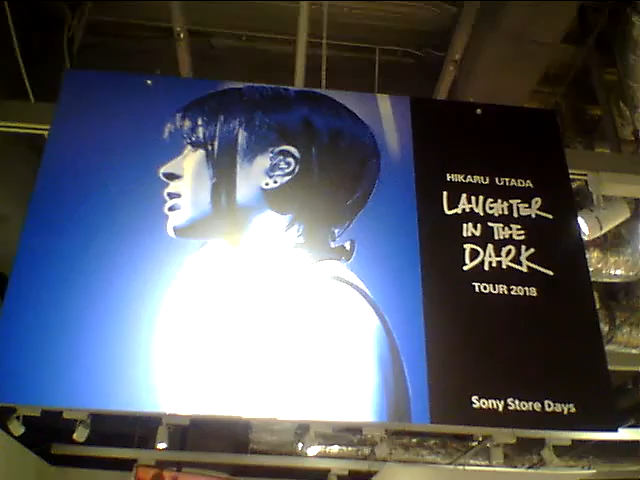 HIKARU UTADA
LAUGHTER
IN THE
DARK
TOUR 2018
Sony Store Days